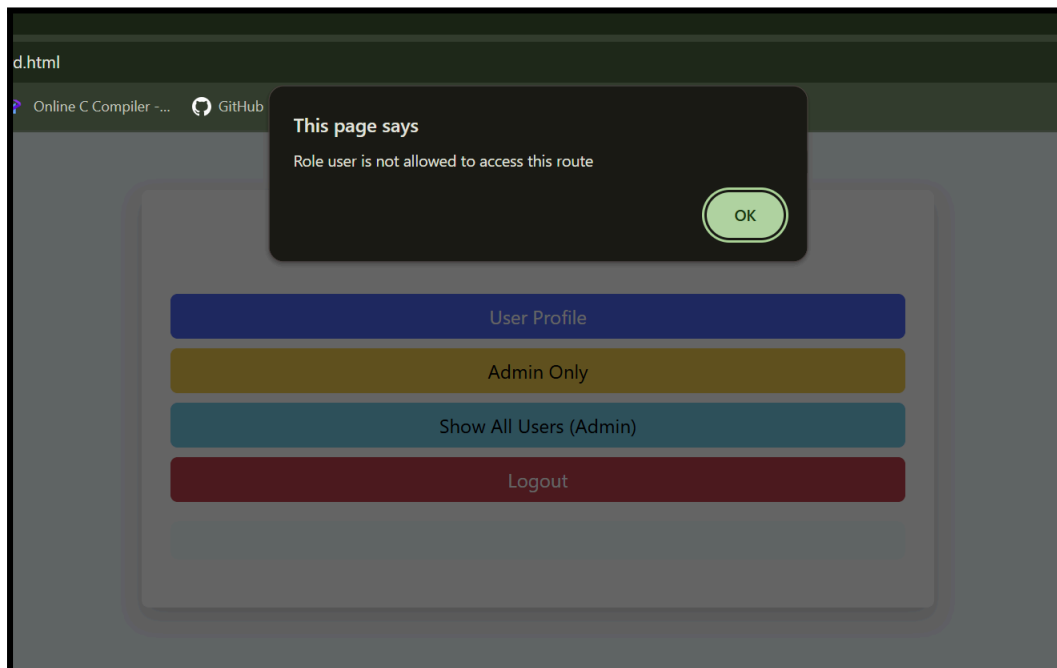 d.html
Online C Compiler -...
GitHub
This page says
Role user is not allowed to access this route
OK
User Profile
Admin Only
Show All Users (Admin)
Logout